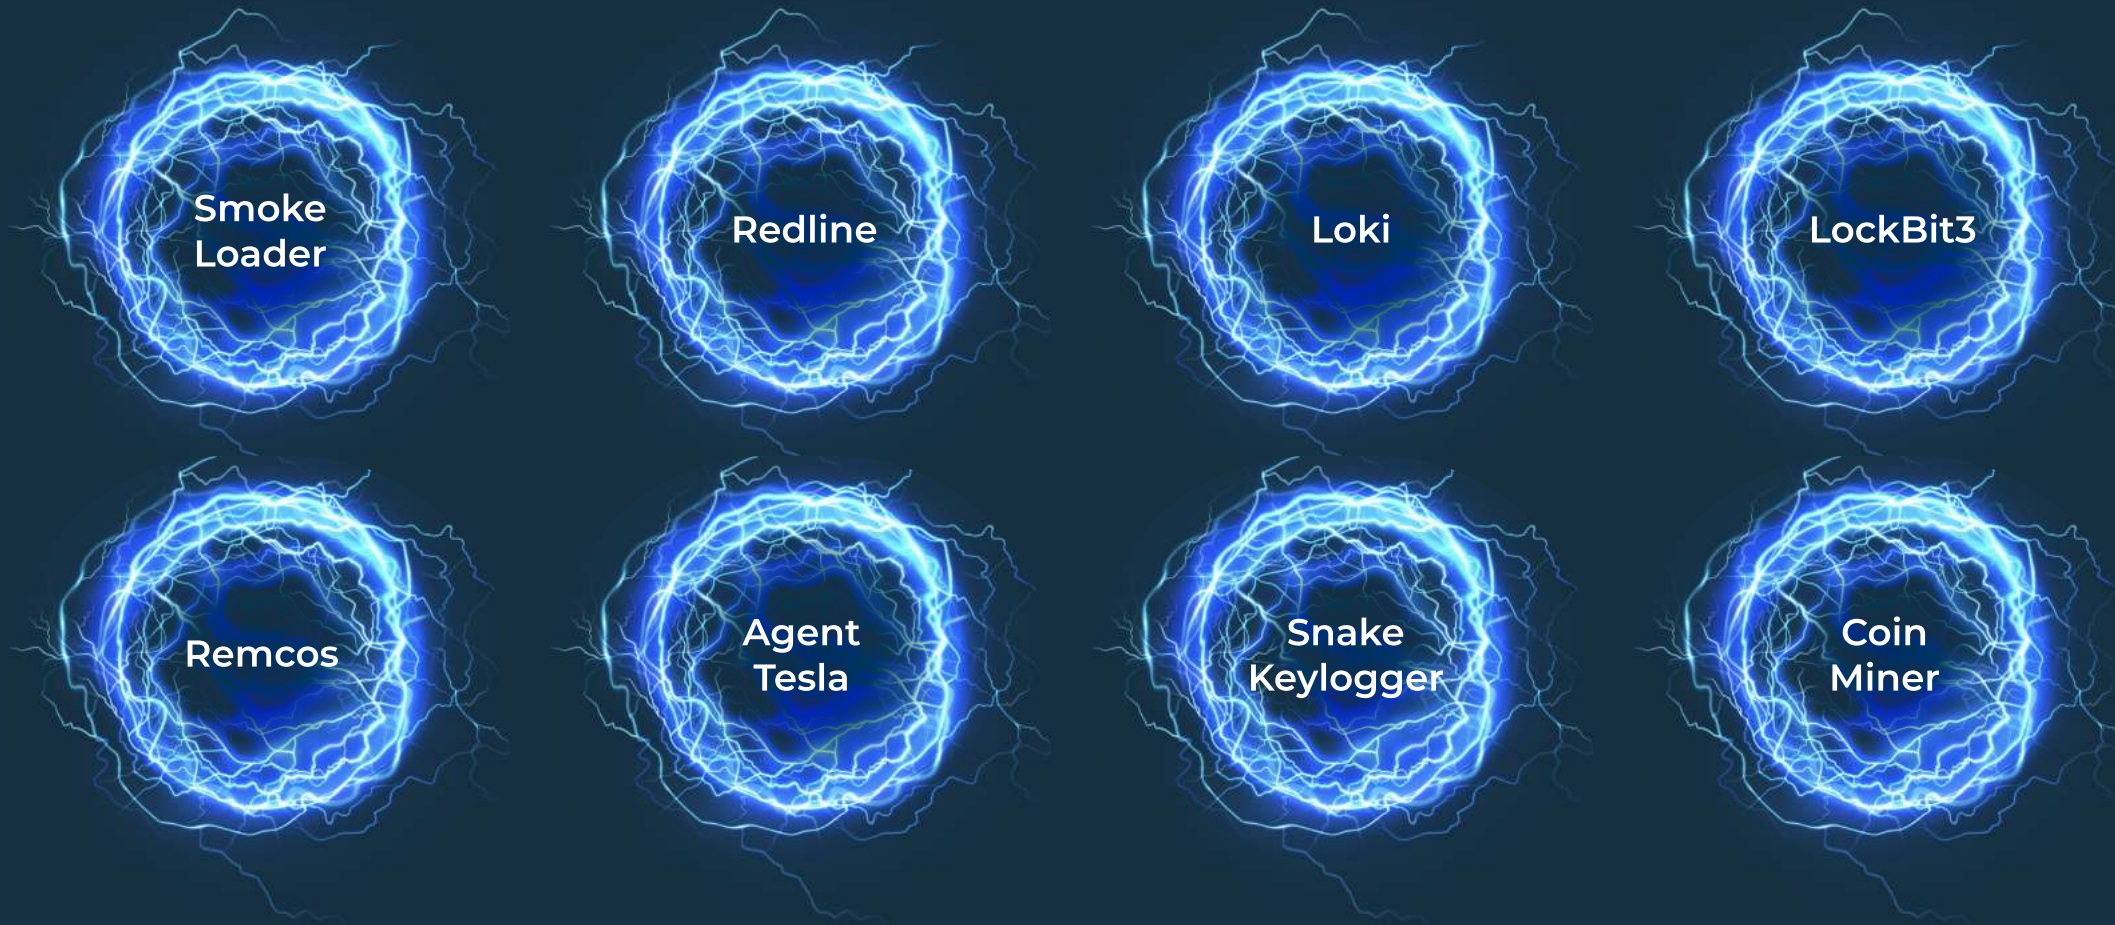 Smoke
Loader
Redline
Loki
LockBit3
Remcos
Agent
Tesla
Snake
Keylogger
Coin
Miner